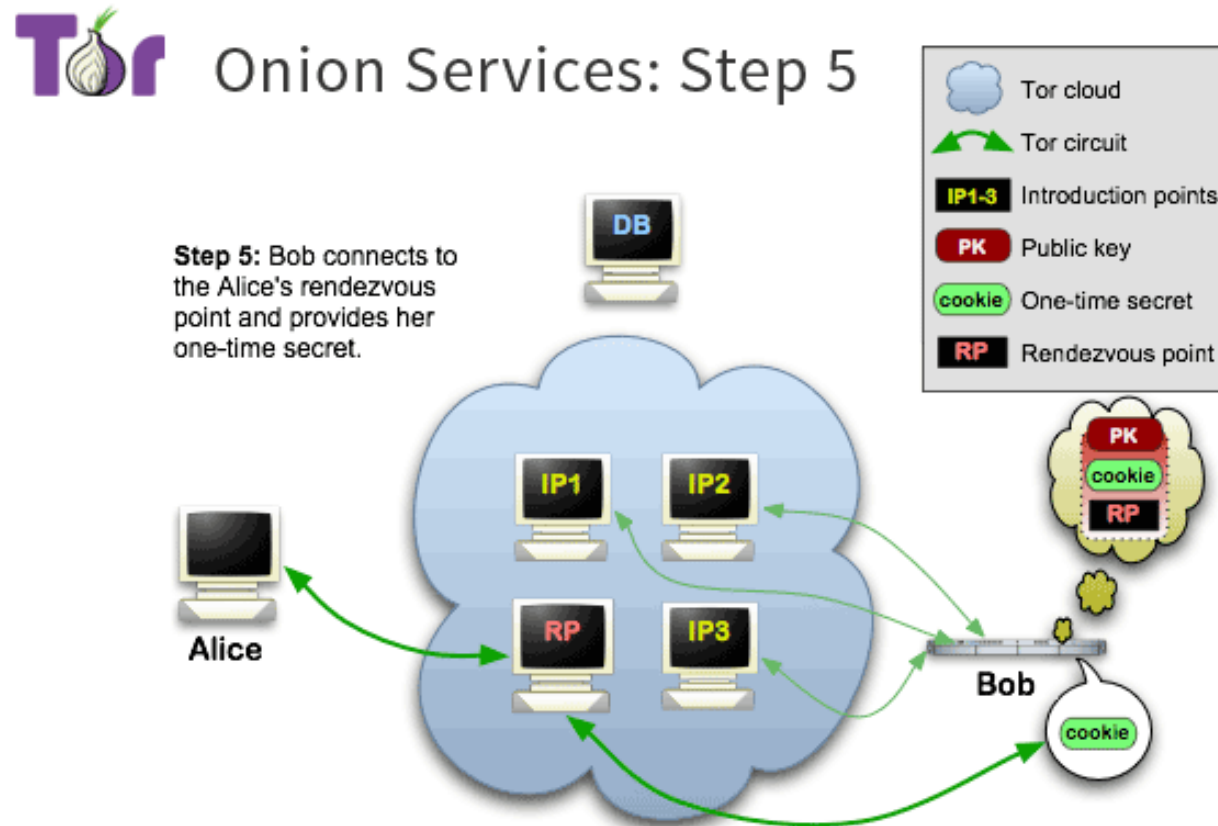 Tor
Onion Services: Step 5
Tor cloud
Tor circuit
IP1-3 Introduction points
PK Public key
cookie One-time secret
RP Rendezvous point
DB
Step 5: Bob connects to
the Alice's rendezvous
point and provides her
one-time secret.
PK
cookie
RP
IP1 IP2
Alice
RP IP3
Bob
cookie